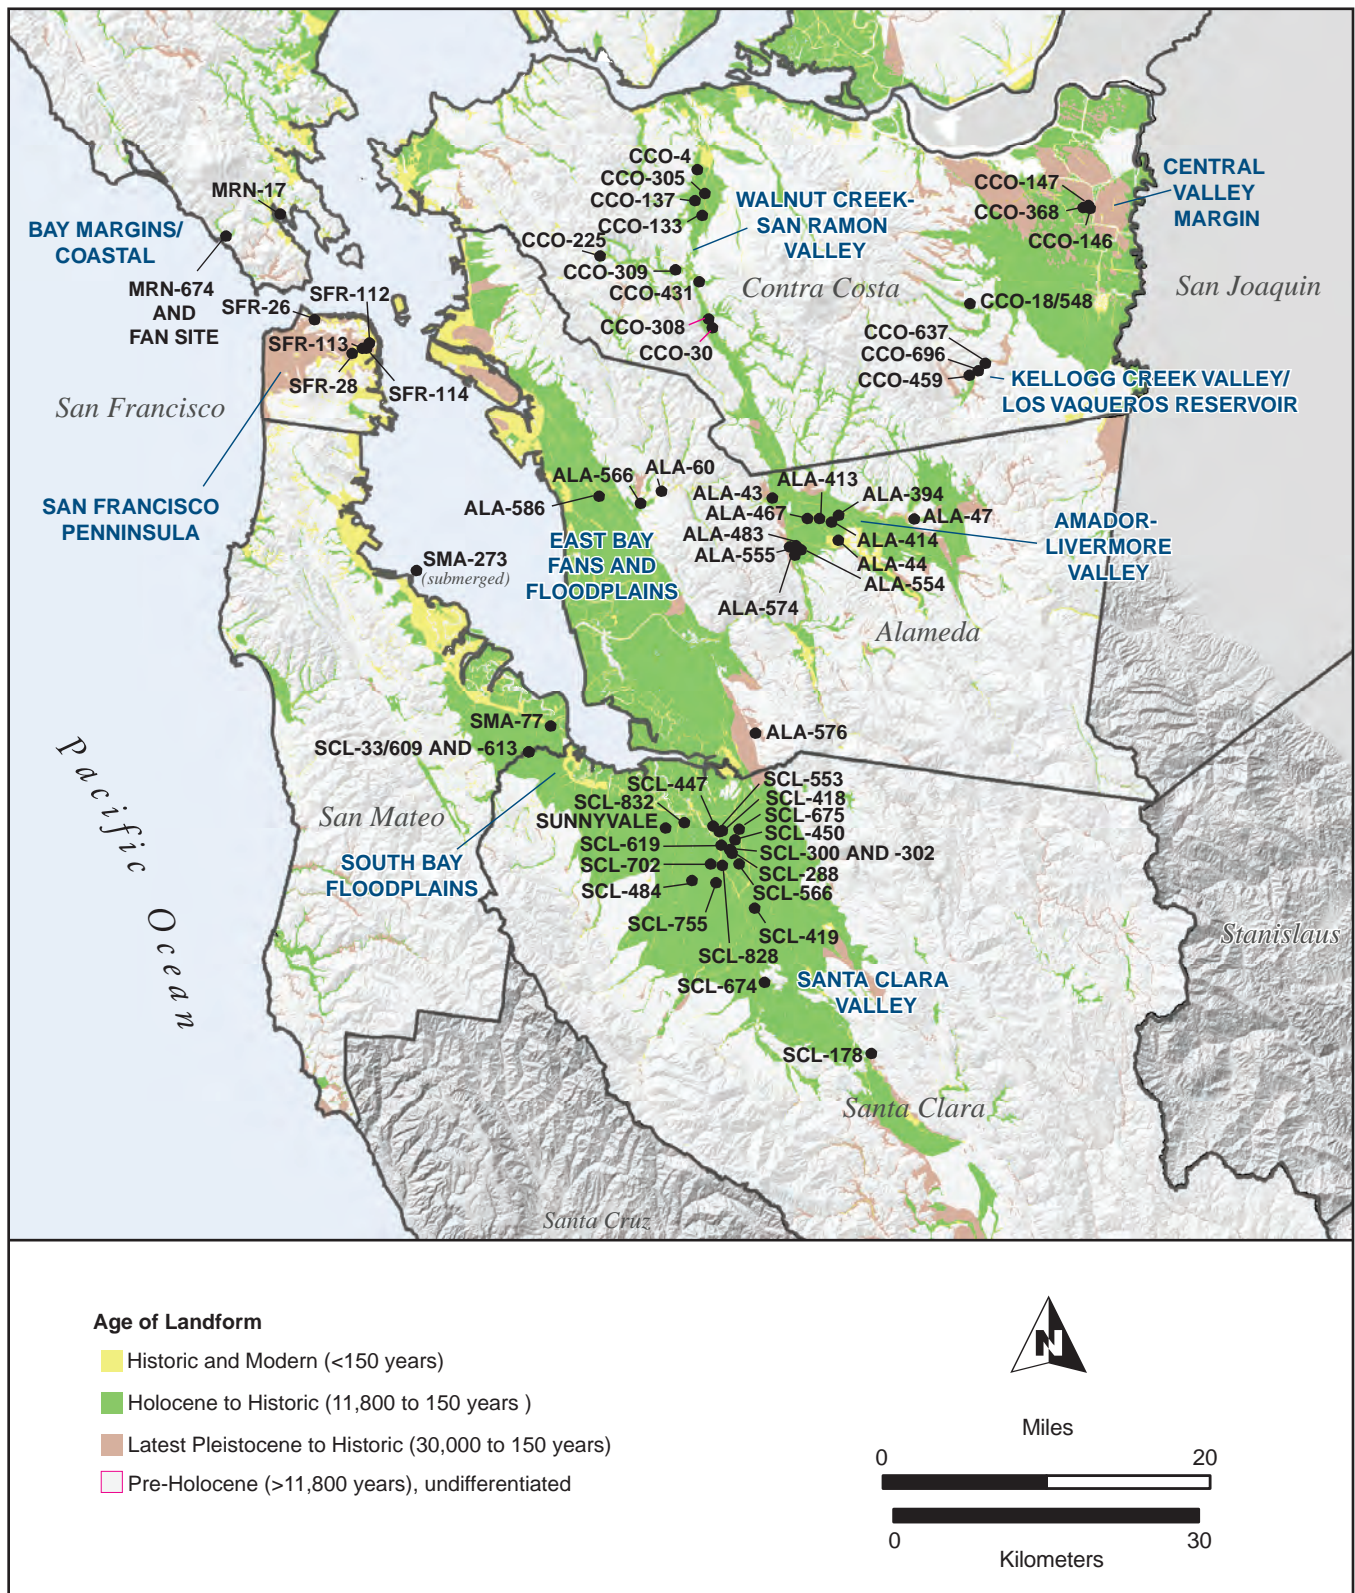 CCO-4
CCO-305
CCO-137
CCO-133
CCO-225
CCO-309
CCO-431
CCO-308
CCO-30
WALNUT CREEK-
SAN RAMON
VALLEY
Contra Costa
CCO-147
CCO-368
CCO-146
CENTRAL
VALLEY
MARGIN
San Joaquin
CCO-18/548
CCO-637
CCO-696
CCO-459
KELLOGG CREEK VALLEY/
LOS VAQUEROS RESERVOIR
MRN-17
BAY MARGINS/
COASTAL
MRN-674
AND
FAN SITE
SFR-26
SFR-112
SFR-113
SFR-28
SFR-114
San Francisco
SAN FRANCISCO
PENNINSULA
ALA-566
ALA-60
ALA-586
EAST BAY
FANS AND
FLOODPLAINS
ALA-413
ALA-43
ALA-394
ALA-467
ALA-47
ALA-483
ALA-414
ALA-555
ALA-44
ALA-554
ALA-574
AMADOR-
LIVERMORE
VALLEY
Alameda
SMA-273
(submerged)
SMA-77
SCL-33/609 AND -613
ALA-576
Pacific Ocean
San Mateo
SOUTH BAY
FLOODPLAINS
SCL-447
SCL-553
SCL-832
SCL-418
SUNNYVALE
SCL-675
SCL-619
SCL-450
SCL-702
SCL-300 AND -302
SCL-484
SCL-288
SCL-566
SCL-755
SCL-419
SCL-828
SCL-674
SANTA CLARA
VALLEY
SCL-178
Santa Clara
Stanislaus
Santa Cruz
Age of Landform
Historic and Modern (<150 years)
Holocene to Historic (11,800 to 150 years )
Latest Pleistocene to Historic (30,000 to 150 years)
Pre-Holocene (>11,800 years), undifferentiated
N
Miles
0 20
0 30
Kilometers